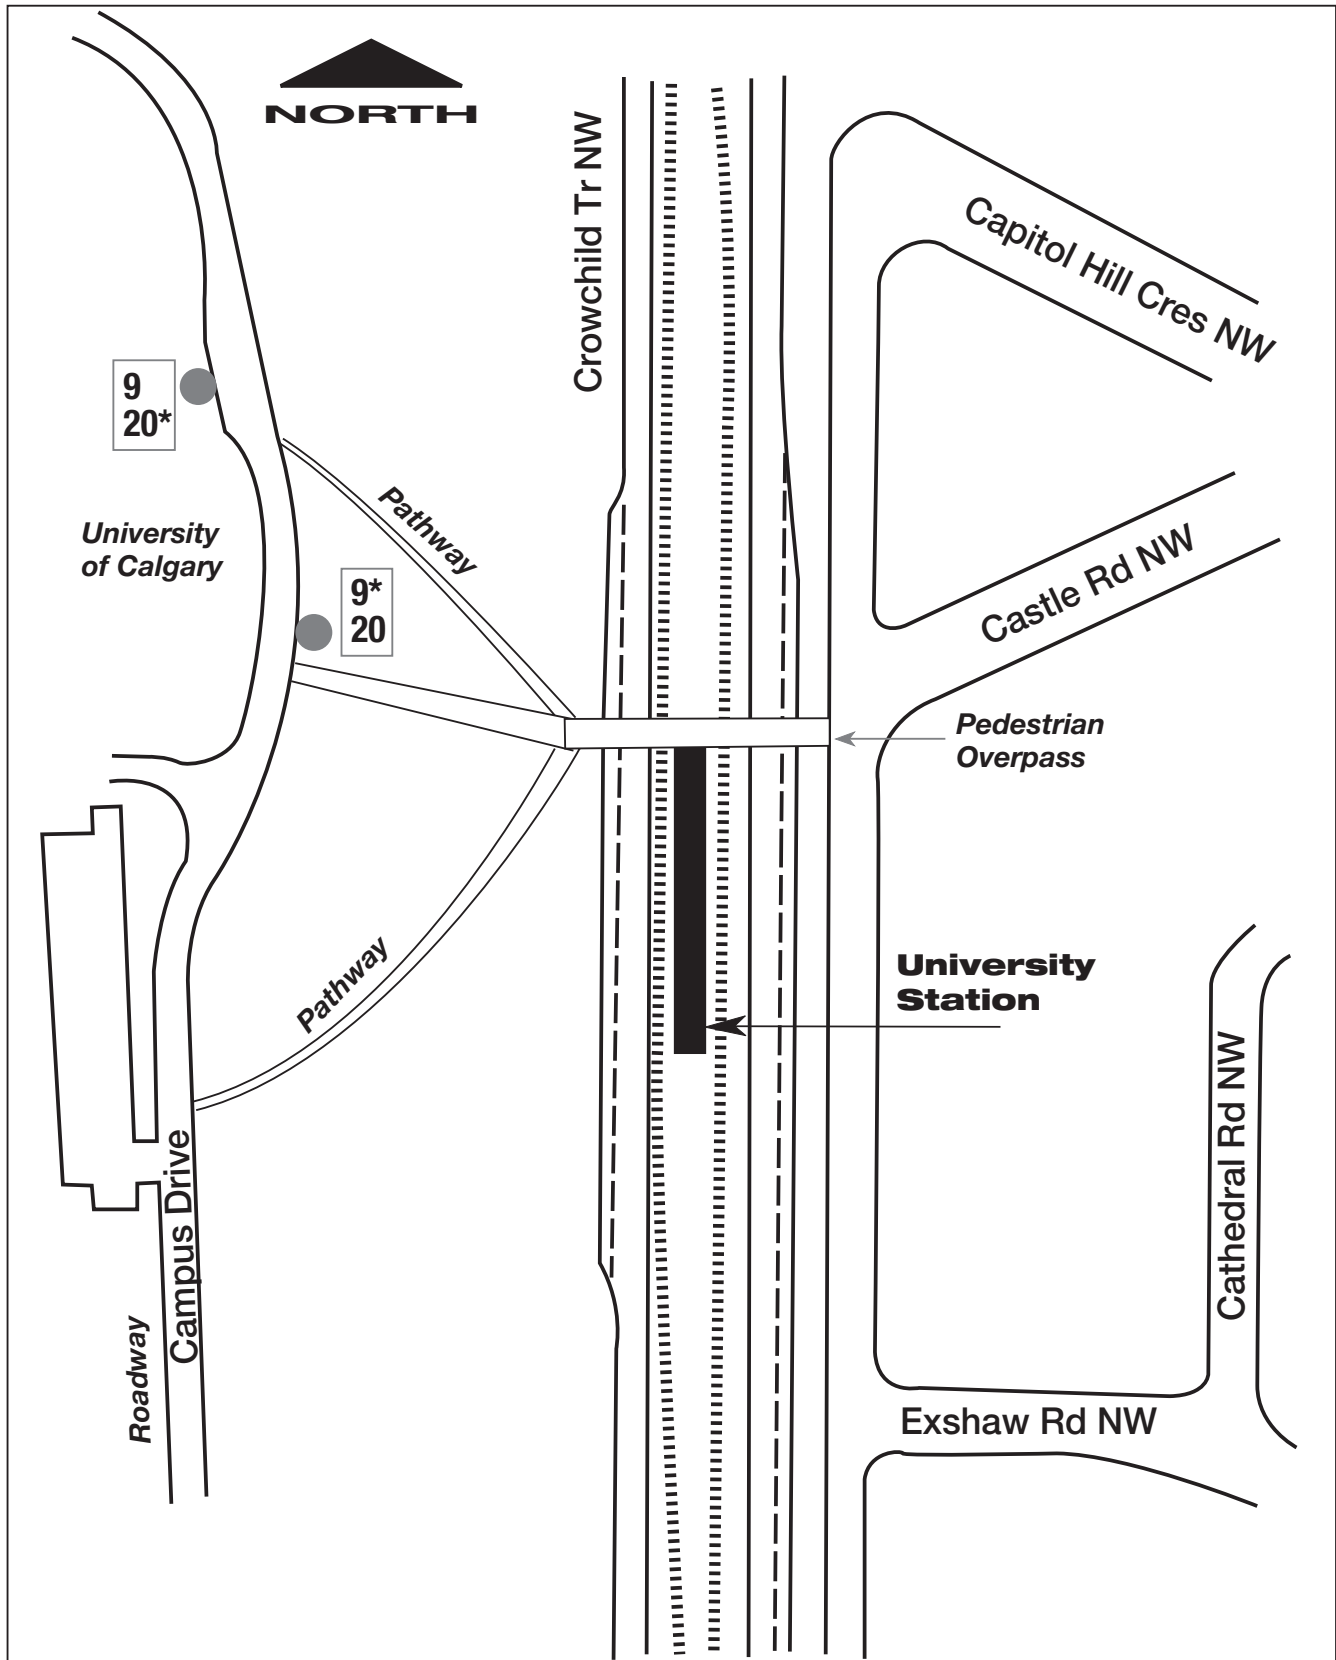 NORTH
Crowchild Tr NW
Capitol Hill Cres NW
9
20*
Pathway
University
of Calgary
9*
20
Castle Rd NW
Pedestrian
Overpass
Pathway
University
Station
Cathedral Rd NW
Campus Drive
Roadway
Exshaw Rd NW